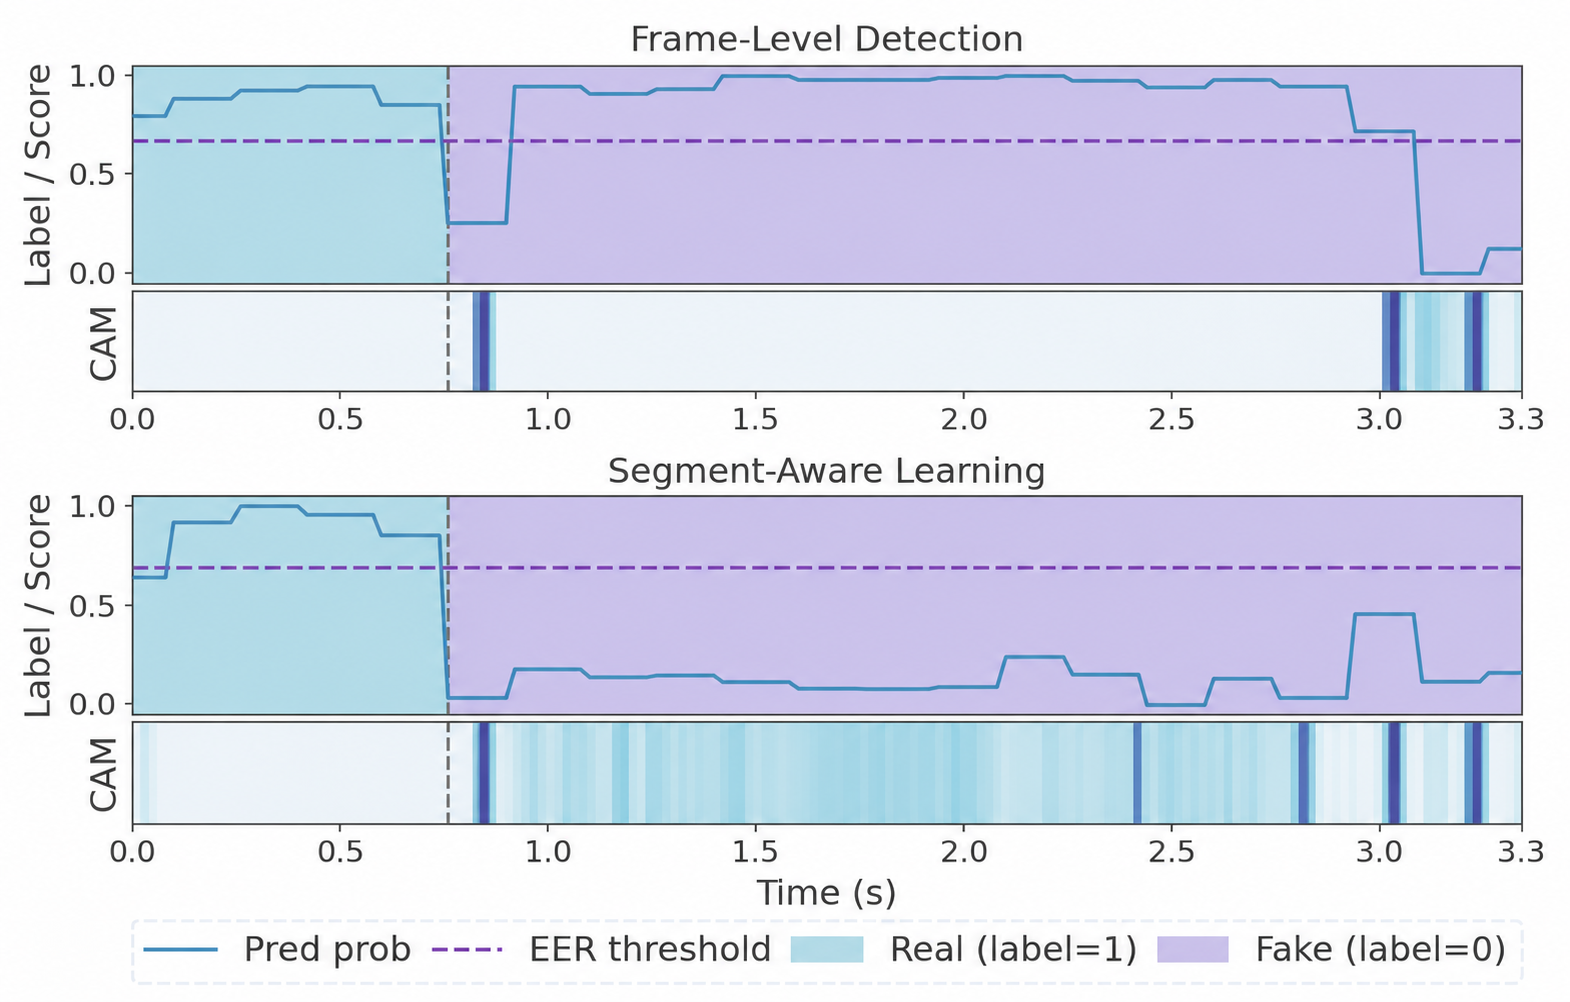 Frame-Level Detection
Label / Score
1.0
0.5
0.0
CAM
0.0 0.5 1.0 1.5 2.0 2.5 3.0 3.3
Segment-Aware Learning
Label / Score
1.0
0.5
0.0
CAM
0.0 0.5 1.0 1.5 2.0 2.5 3.0 3.3
Time (s)
Pred prob EER threshold Real (label=1) Fake (label=0)